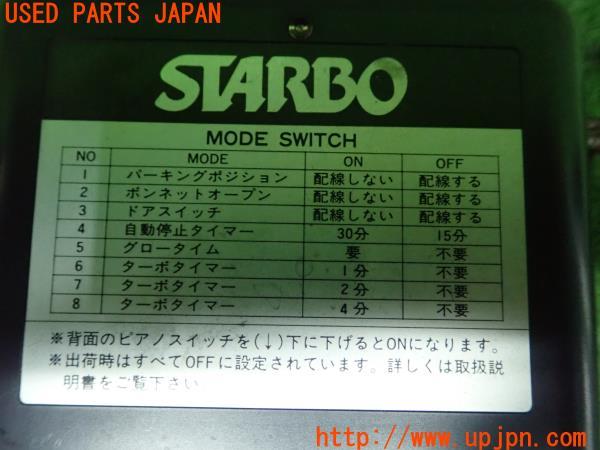 USED PARTS JAPAN
STARBO
MODE SWITCH
NO MODE ON OFF
1 パーキングポジション 配線しない 配線する
2 ボンネットオープン 配線しない 配線する
3 ドアスイッチ 配線しない 配線する
4 自動停止タイマー 30分 15分
5 グロータイム 要 不要
6 ターボタイマー 1分 不要
7 ターボタイマー 2分 不要
8 ターボタイマー 4分 不要
※背面のピアノスイッチを(↓)下に下げるとONになります。
※出荷時はすべてOFFに設定されています。詳しくは取扱説
明書をご覧下さい
http://www.upjpn.com/